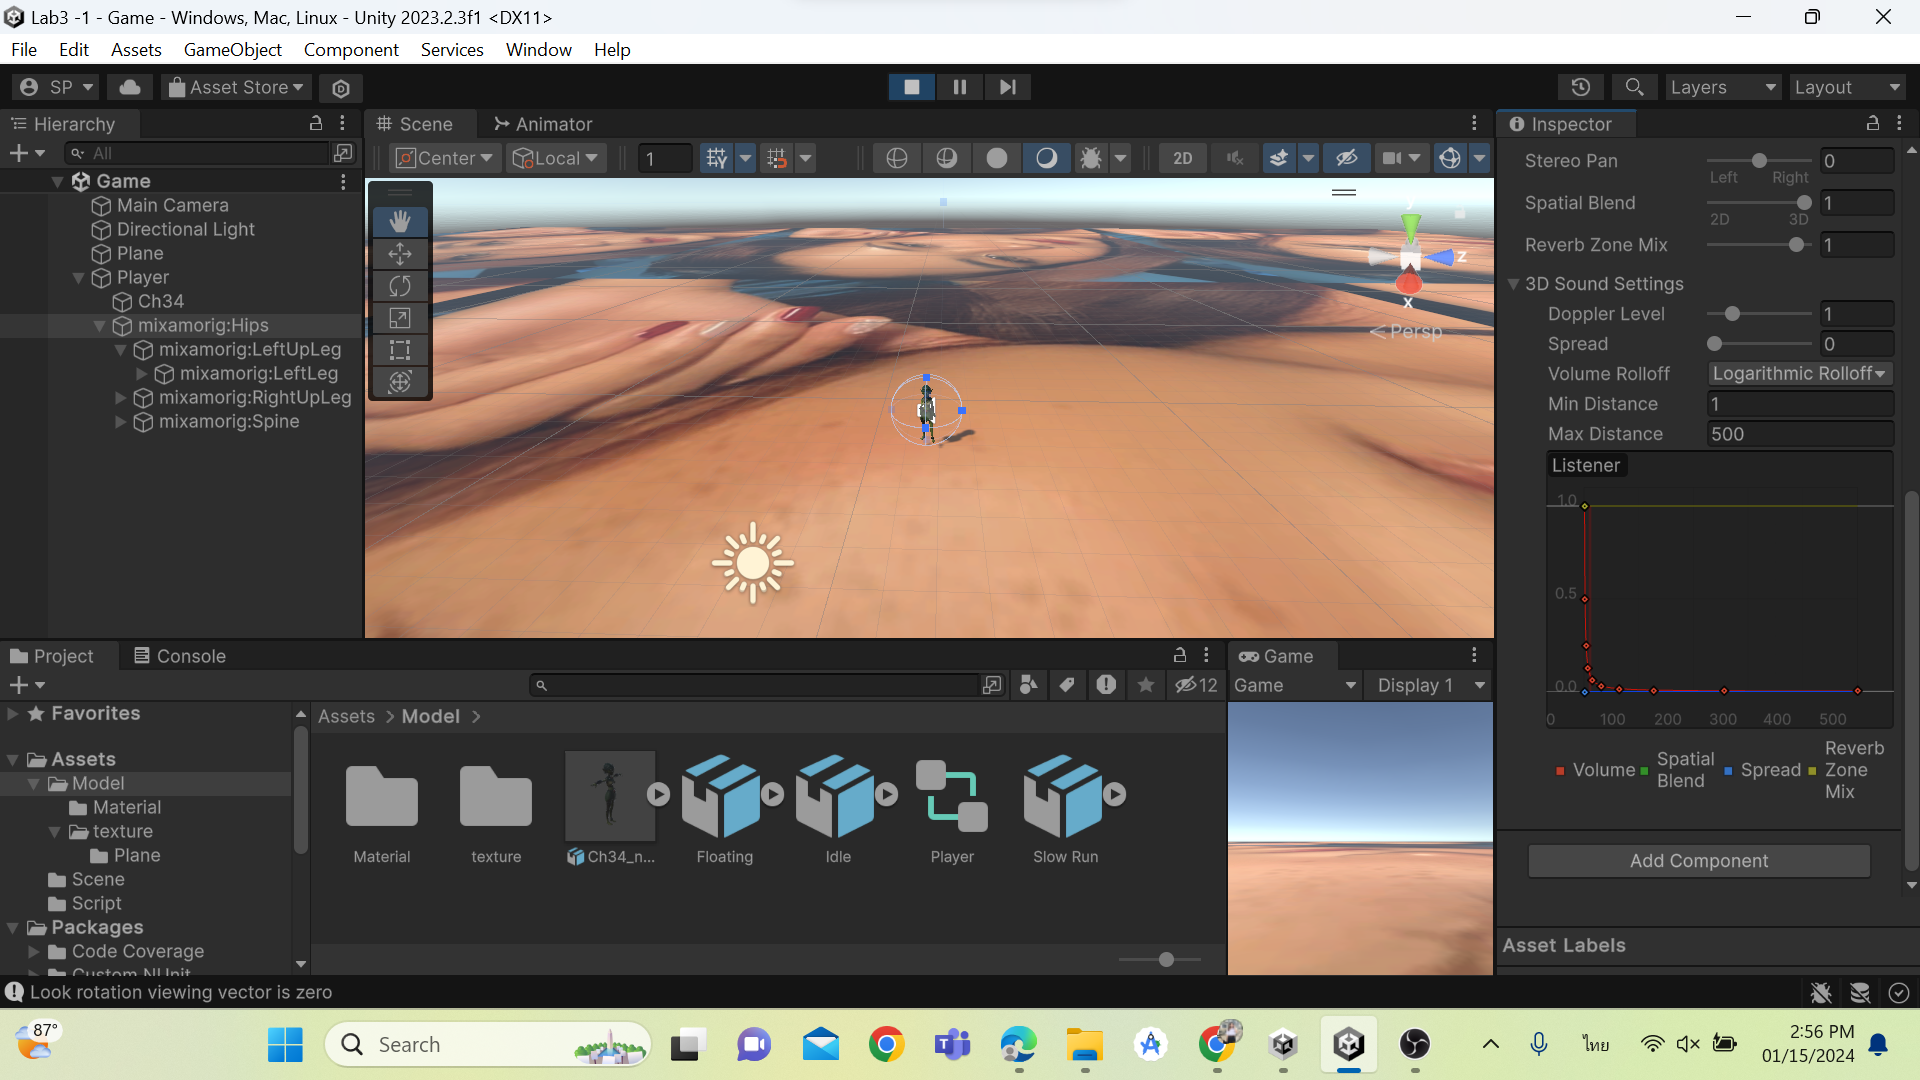 Lab3 -1 - Game - Windows, Mac, Linux - Unity 2023.2.3f1 <DX11>
File Edit Assets GameObject Component Services Window Help
SP Asset Store Layers Layout
Hierarchy
All
Game
Main Camera
Directional Light
Plane
Player
Ch34
mixamorig:Hips
mixamorig:LeftUpLeg
mixamorig:LeftLeg
mixamorig:RightUpLeg
mixamorig:Spine
Scene Animator
Center Local 1 2D
y
z
x
Persp
Inspector
Stereo Pan 0
Left Right
Spatial Blend 1
2D 3D
Reverb Zone Mix 1
3D Sound Settings
Doppler Level 1
Spread 0
Volume Rolloff Logarithmic Rolloff
Min Distance 1
Max Distance 500
Listener
1.0
0.5
0.0
0 100 200 300 400 500
Volume Spatial Blend Spread Reverb Zone Mix
Add Component
Asset Labels
Project Console
12
Favorites
Assets
Model
Material
texture
Plane
Scene
Script
Packages
Code Coverage
Custom NUnit
Assets > Model >
Material texture Ch34_n... Floating Idle Player Slow Run
Game
Game Display 1
Look rotation viewing vector is zero
87°
Search
ไทย
2:56 PM
01/15/2024